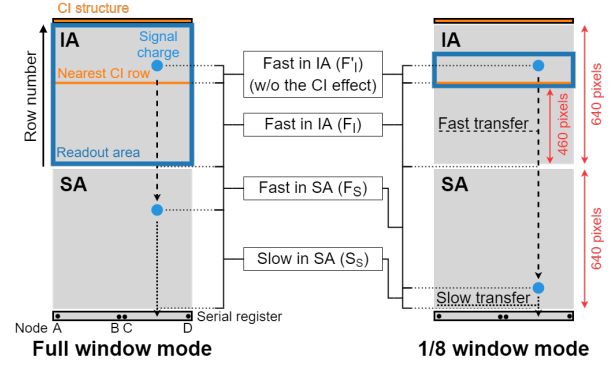 CI structure
IA
Signal
charge
Nearest CI row
Row number
Readout area
SA
Serial register
Node A B C D
Full window mode
Fast in IA (F'I)
(w/o the CI effect)
Fast in IA (FI)
Fast in SA (FS)
Slow in SA (SS)
IA
Fast transfer
460 pixels
640 pixels
SA
640 pixels
Slow transfer
1/8 window mode